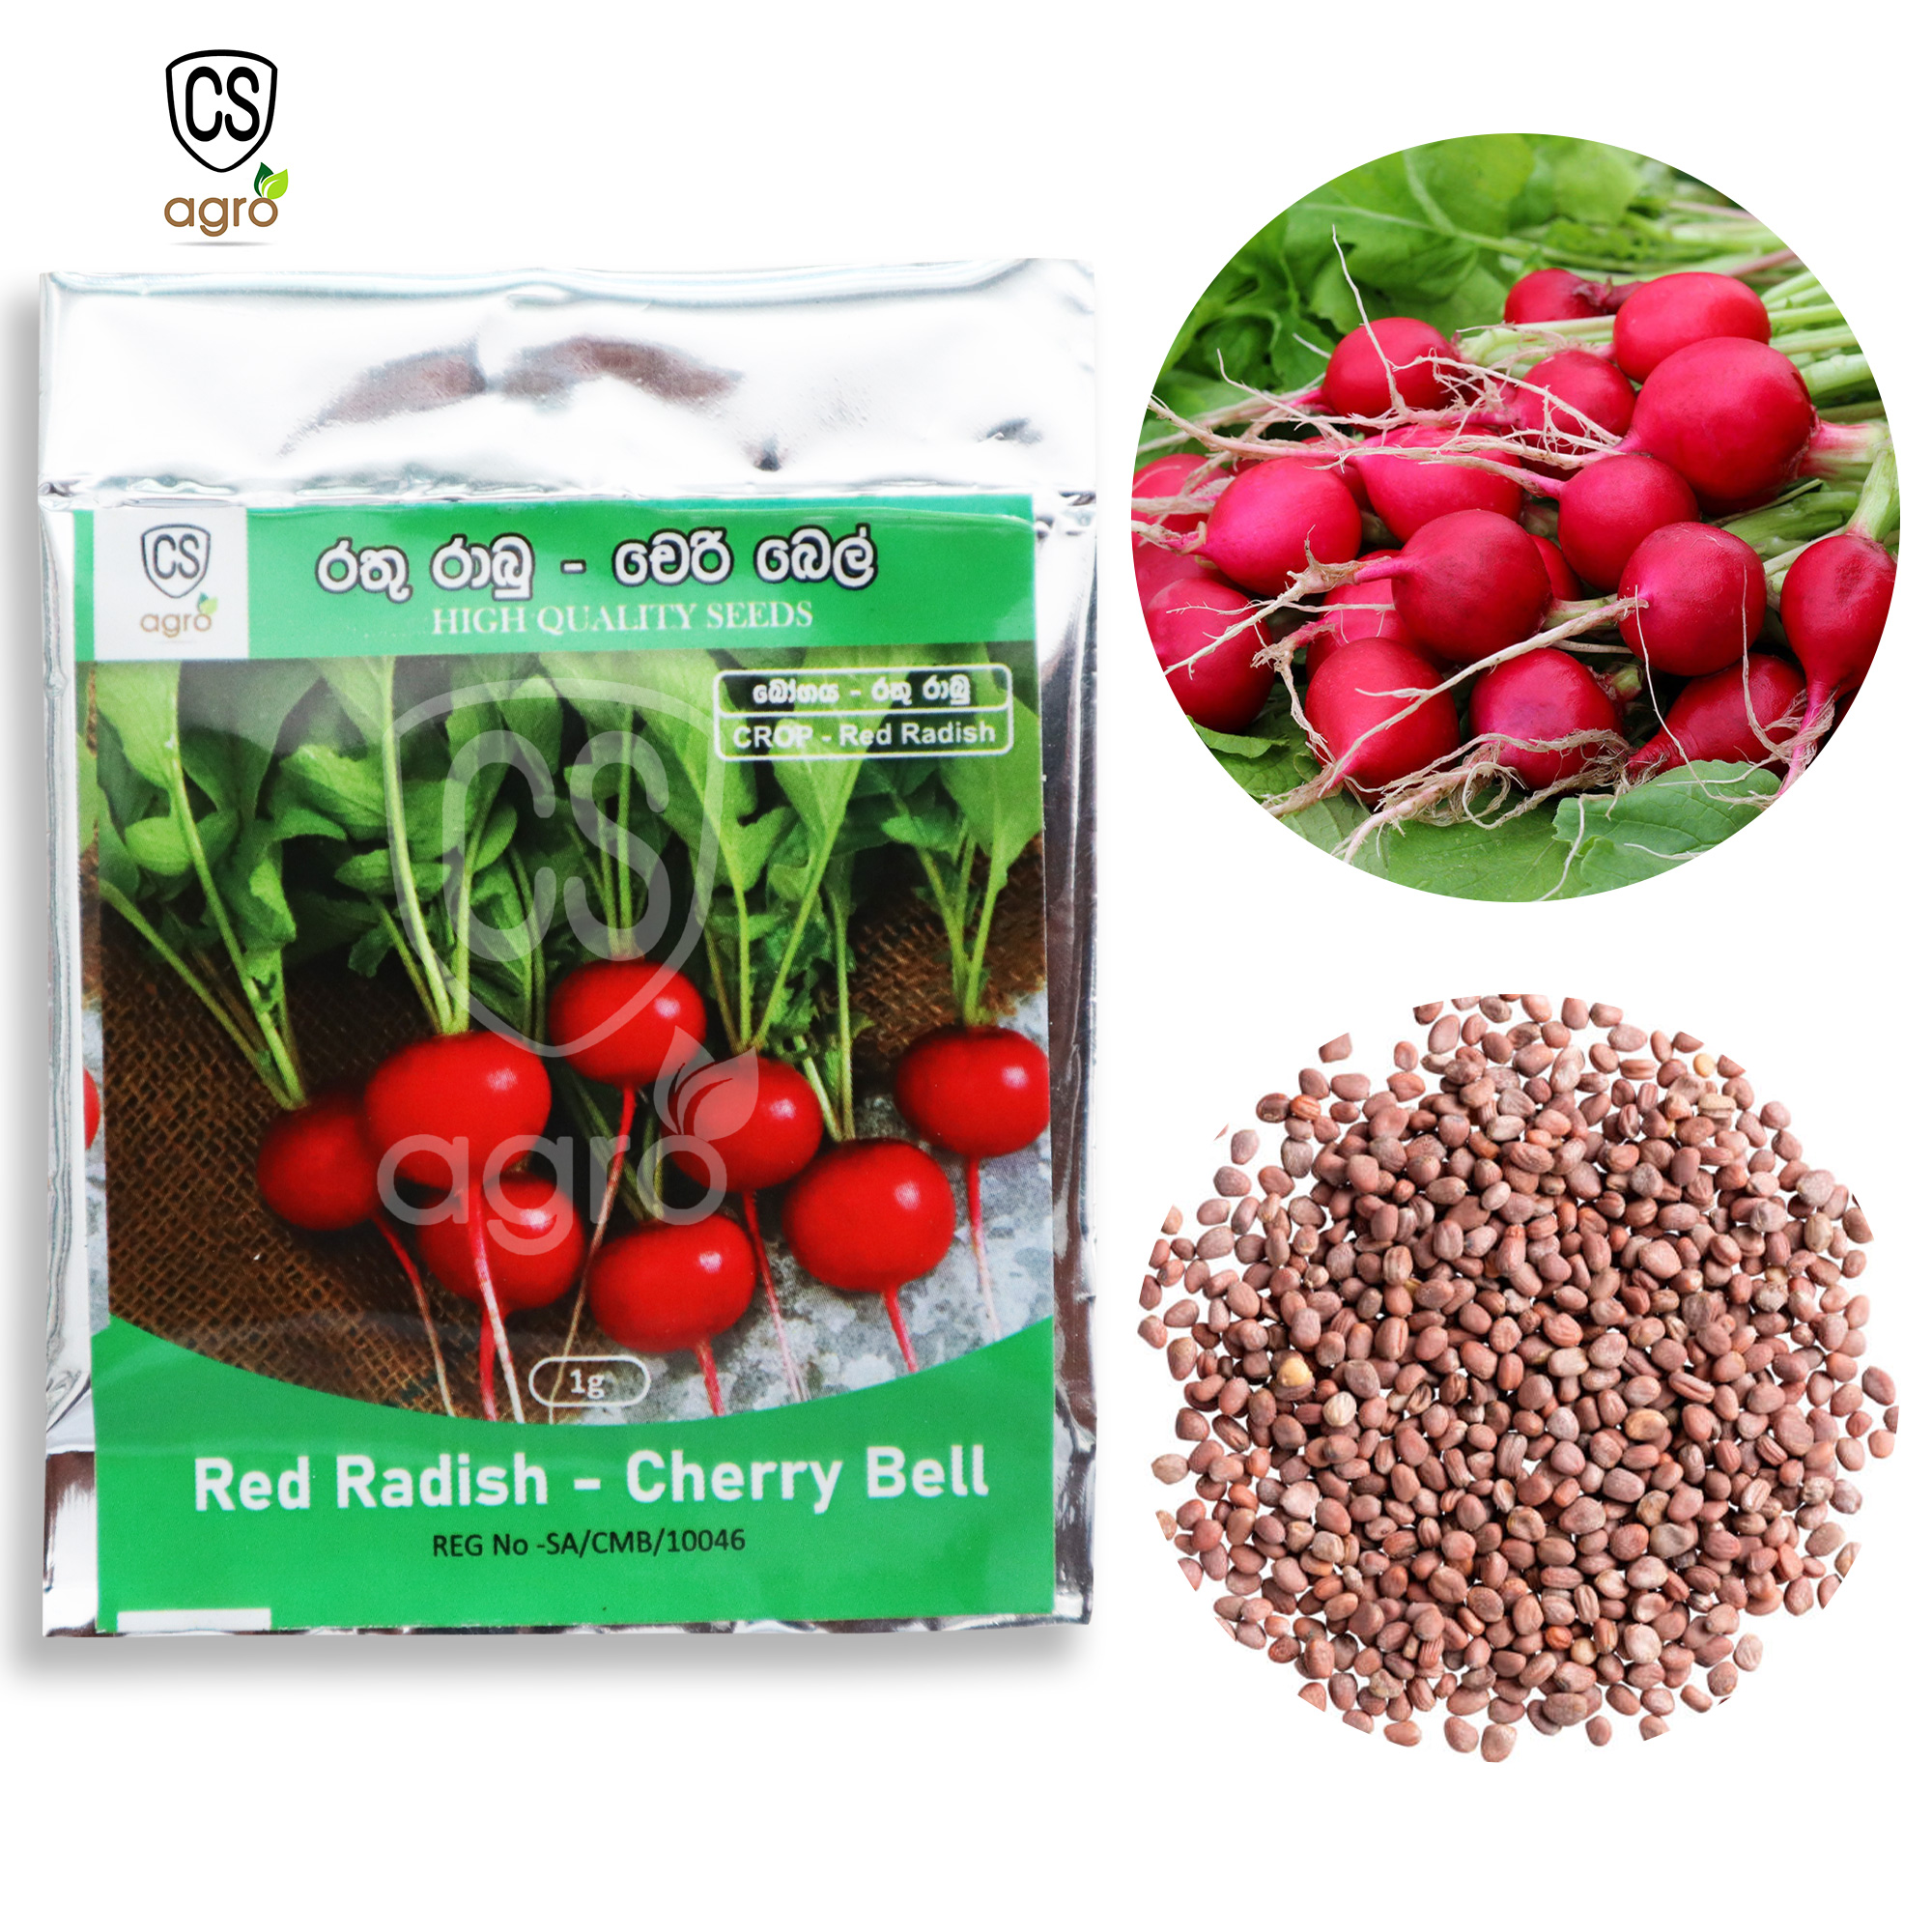 CS
agro
CS
agro
රතු රාබු - චෙරි බෙල්
HIGH QUALITY SEEDS
බෝගය - රතු රාබු
CROP - Red Radish
CS
agro
1g
Red Radish - Cherry Bell
REG No -SA/CMB/10046